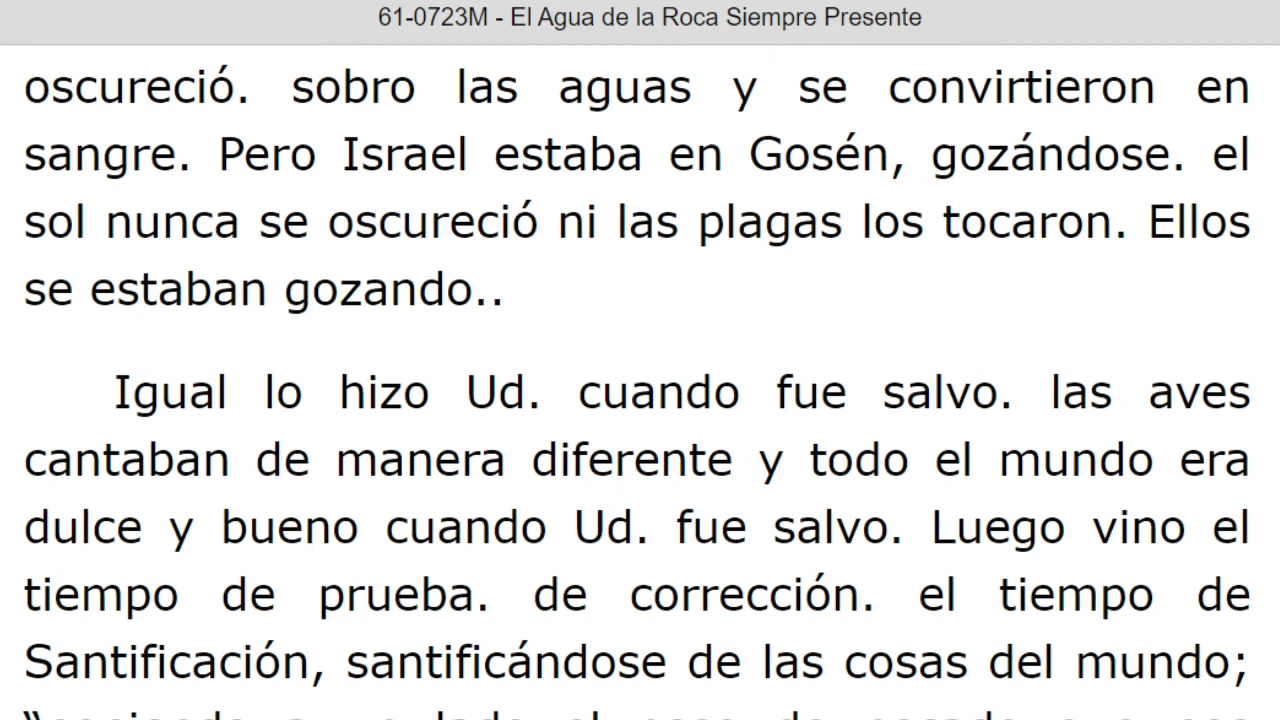 61-0723M - El Agua de la Roca Siempre Presente
oscureció. sobro las aguas y se convirtieron en
sangre. Pero Israel estaba en Gosén, gozándose. el
sol nunca se oscureció ni las plagas los tocaron. Ellos
se estaban gozando..
Igual lo hizo Ud. cuando fue salvo. las aves
cantaban de manera diferente y todo el mundo era
dulce y bueno cuando Ud. fue salvo. Luego vino el
tiempo de prueba. de corrección. el tiempo de
Santificación, santificándose de las cosas del mundo;